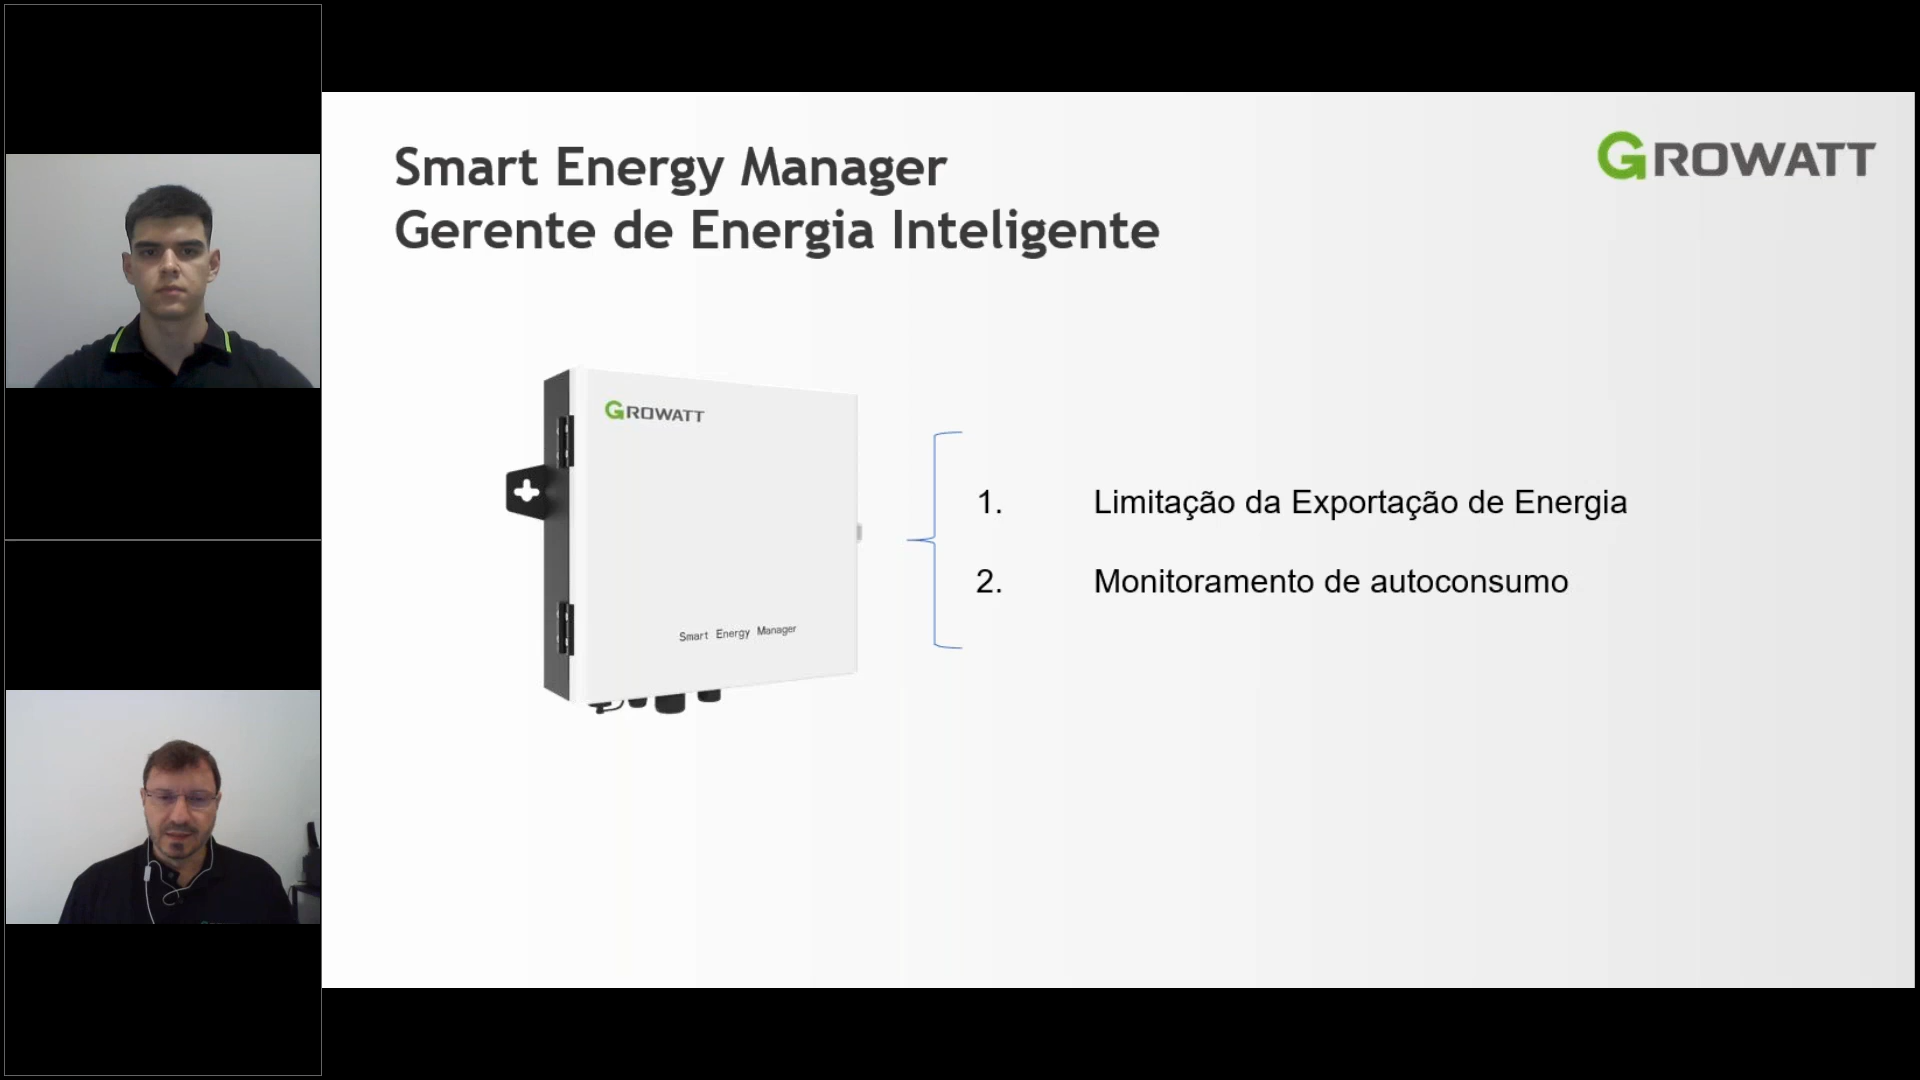 Smart Energy Manager
Gerente de Energia Inteligente
GROWATT
GROWATT
Smart Energy Manager
1. Limitação da Exportação de Energia
2. Monitoramento de autoconsumo